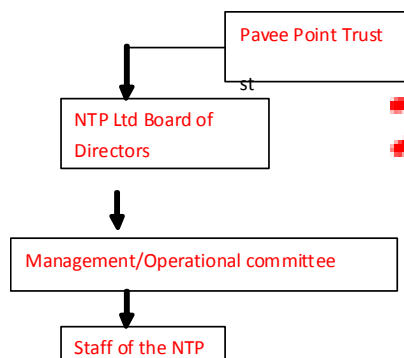 Pavee Point Trust
st
NTP Ltd Board of
Directors
Management/Operational committee
Staff of the NTP